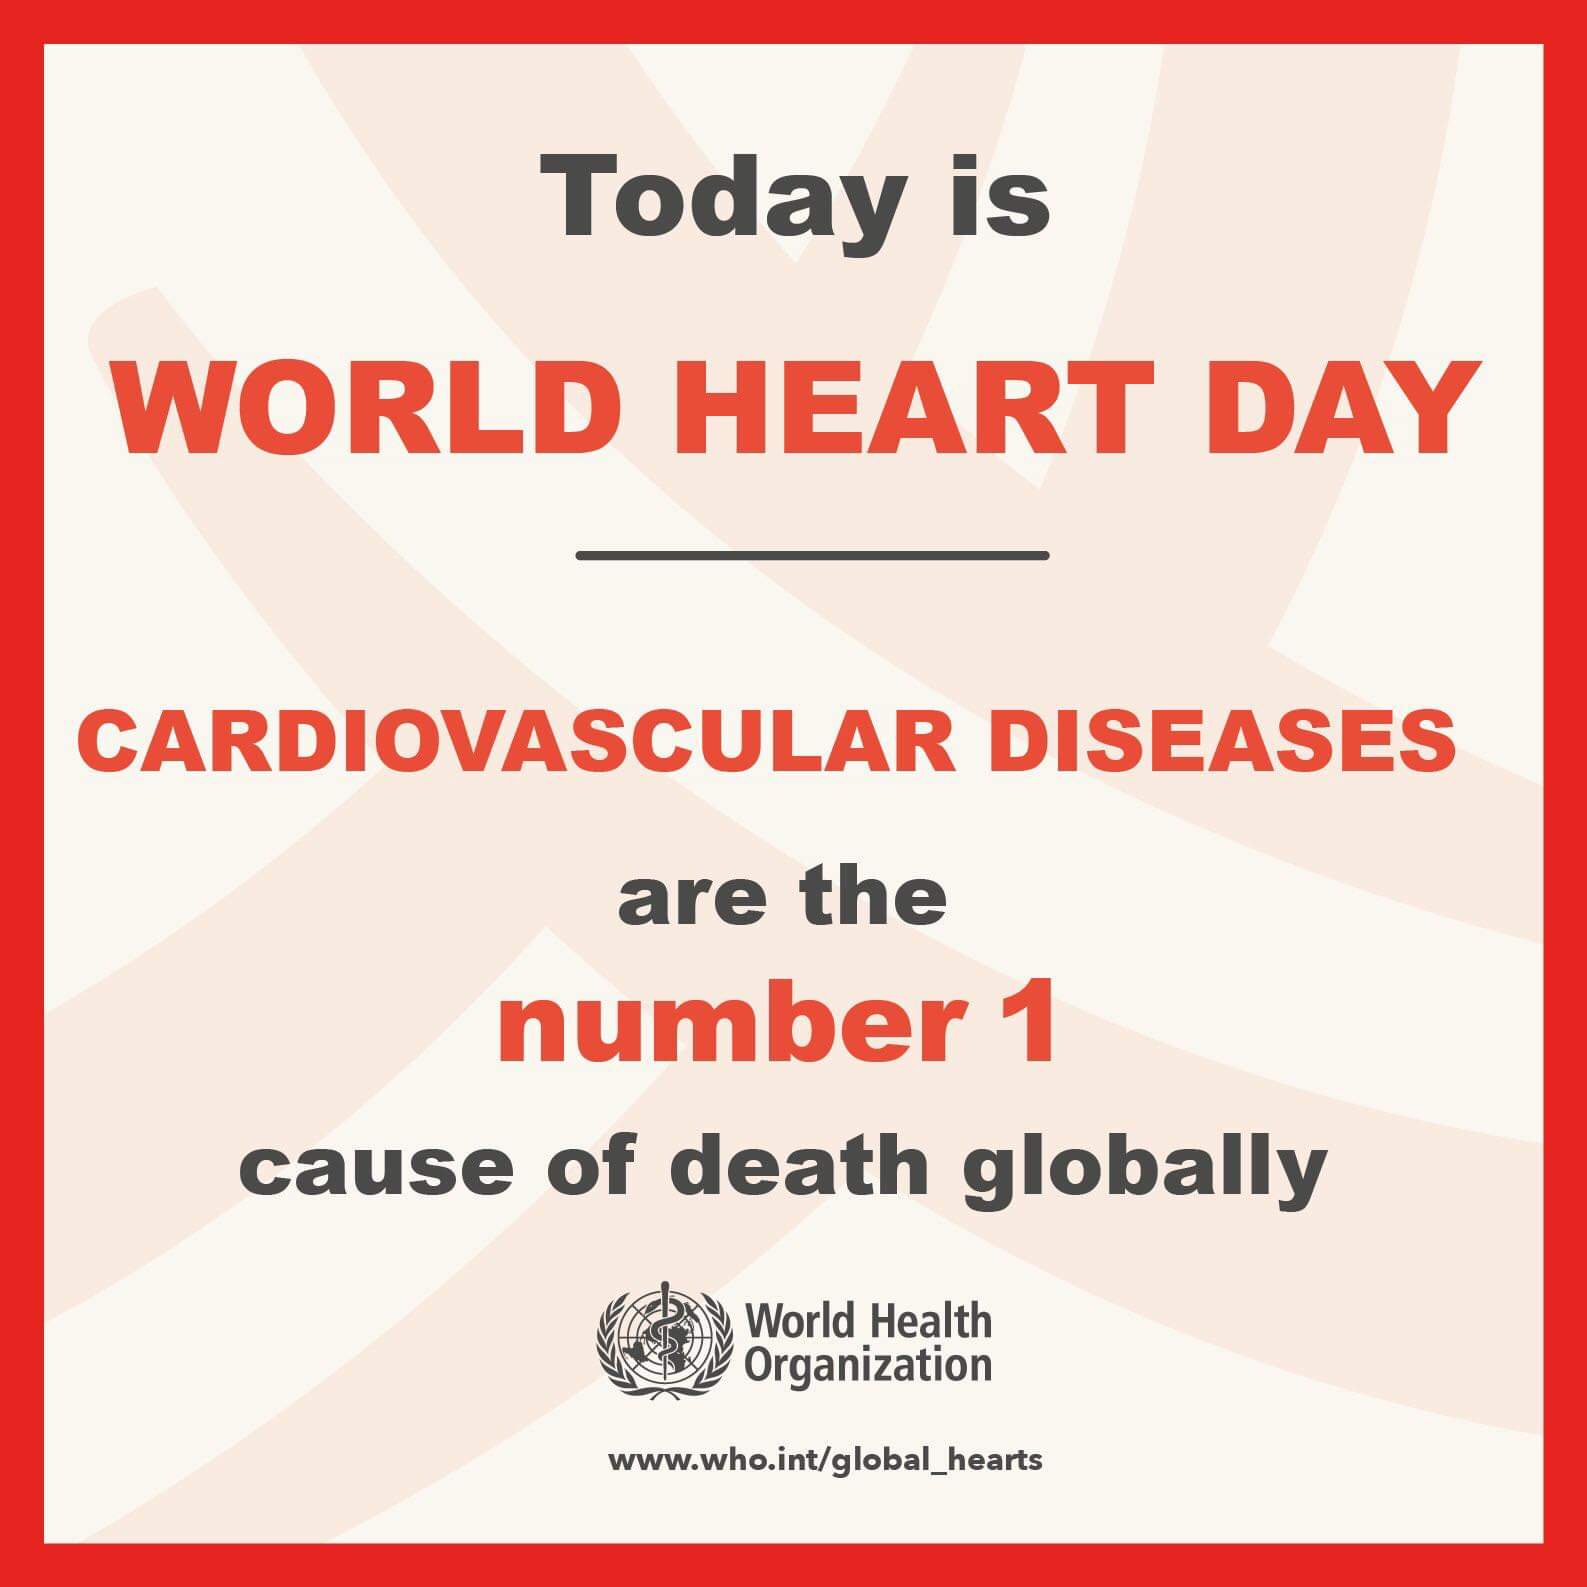 Today is
WORLD HEART DAY
CARDIOVASCULAR DISEASES
are the
number 1
cause of death globally
World Health
Organization
www.who.int/global_hearts